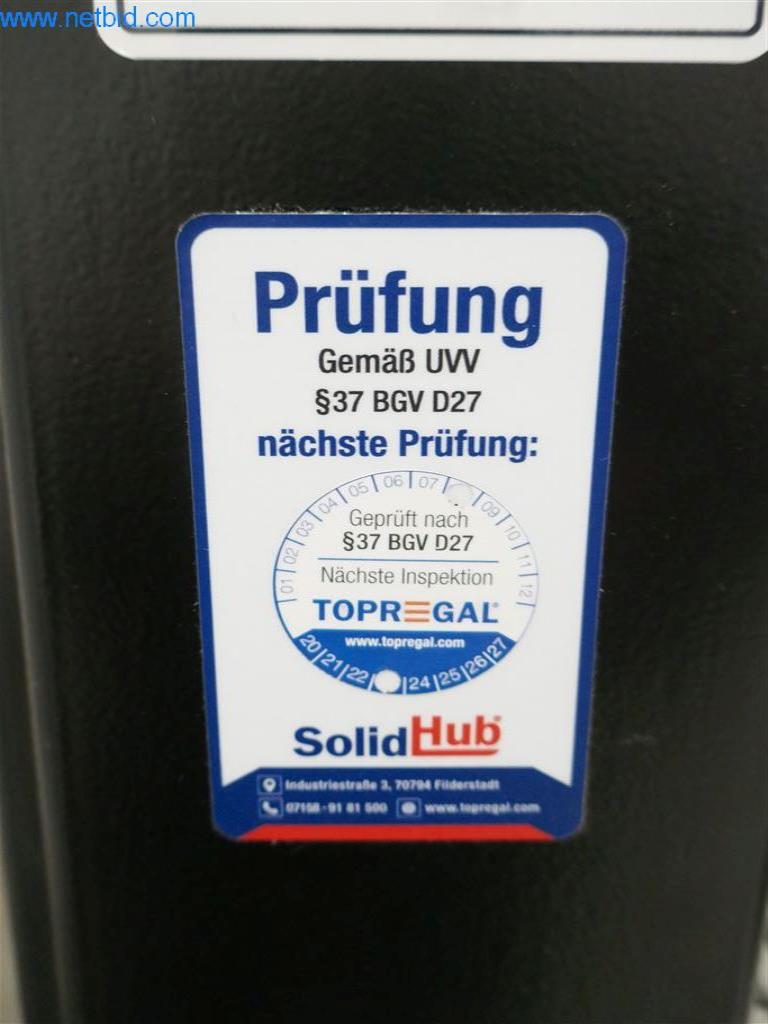 www.netbid.com
Prüfung
Gemäß UVV
§37 BGV D27
nächste Prüfung:
01 02 03 04 05 06 07 09 10 11 12
Geprüft nach
§37 BGV D27
Nächste Inspektion
TOPREGAL®
www.topregal.com
20 21 22 24 25 26 27
SolidHub®
Industriestraße 3, 70794 Filderstadt
07158 - 91 81 500 www.topregal.com